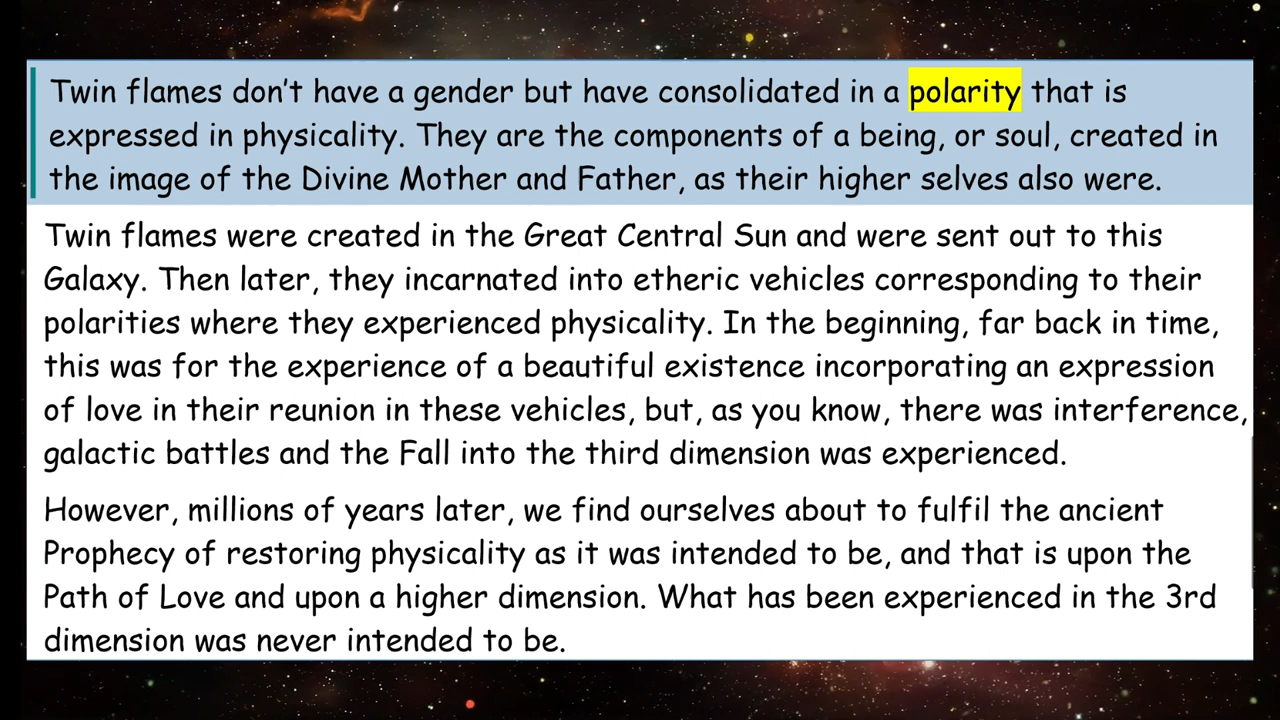 Twin flames don't have a gender but have consolidated in a polarity that is
expressed in physicality. They are the components of a being, or soul, created in
the image of the Divine Mother and Father, as their higher selves also were.
Twin flames were created in the Great Central Sun and were sent out to this
Galaxy. Then later, they incarnated into etheric vehicles corresponding to their
polarities where they experienced physicality. In the beginning, far back in time,
this was for the experience of a beautiful existence incorporating an expression
of love in their reunion in these vehicles, but, as you know, there was interference,
galactic battles and the Fall into the third dimension was experienced.
However, millions of years later, we find ourselves about to fulfil the ancient
Prophecy of restoring physicality as it was intended to be, and that is upon the
Path of Love and upon a higher dimension. What has been experienced in the 3rd
dimension was never intended to be.